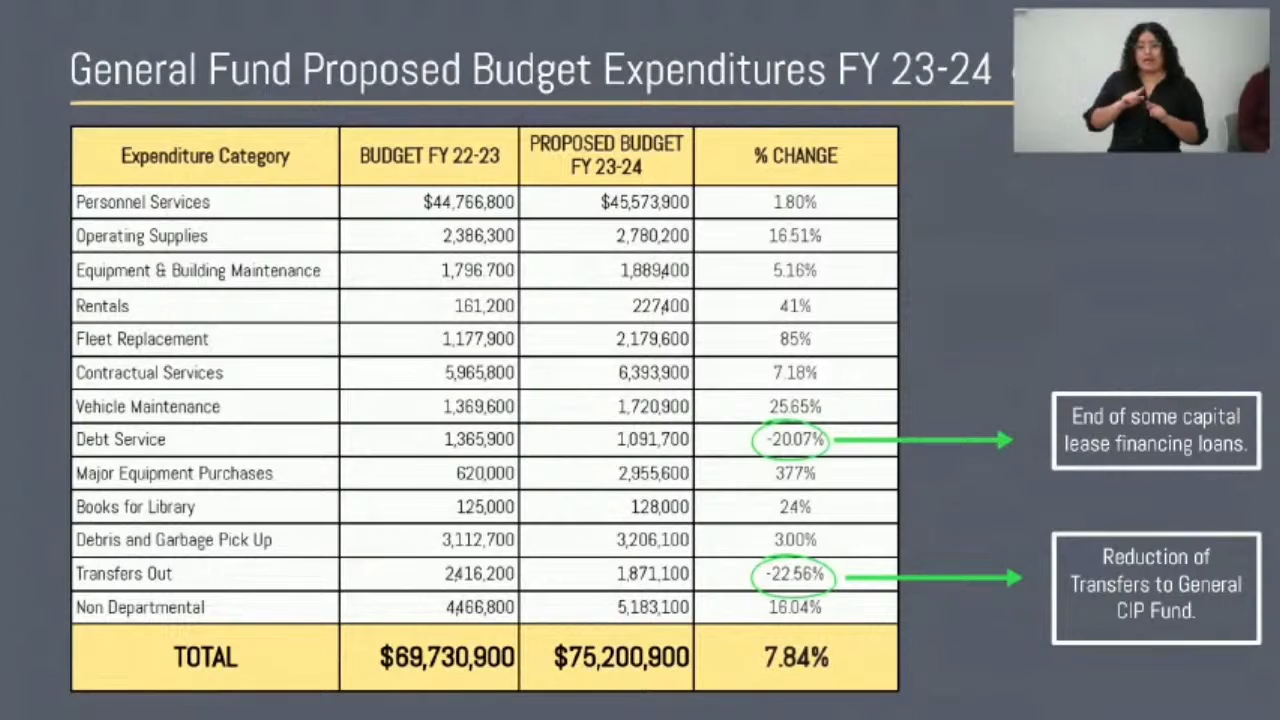 General Fund Proposed Budget Expenditures FY 23-24
Expenditure Category BUDGET FY 22-23 PROPOSED BUDGET FY 23-24 % CHANGE
Personnel Services $44,766,800 $45,573,900 1.80%
Operating Supplies 2,386,300 2,780,200 16.51%
Equipment & Building Maintenance 1,796.700 1,889,400 5.16%
Rentals 161,200 227,400 41%
Fleet Replacement 1,177,900 2,179,600 85%
Contractual Services 5,965,800 6,393,900 7.18%
Vehicle Maintenance 1,369,600 1,720,900 25.65%
Debt Service 1,365,900 1,091,700 -20.07%
End of some capital
lease financing loans.
Major Equipment Purchases 620,000 2,955,600 377%
Books for Library 125,000 128,000 24%
Debris and Garbage Pick Up 3,112,700 3,206,100 3.00%
Transfers Out 2,416,200 1,871,100 -22.56%
Reduction of
Transfers to General
CIP Fund.
Non Departmental 4,466,800 5,183,100 16.04%
TOTAL $69,730,900 $75,200,900 7.84%